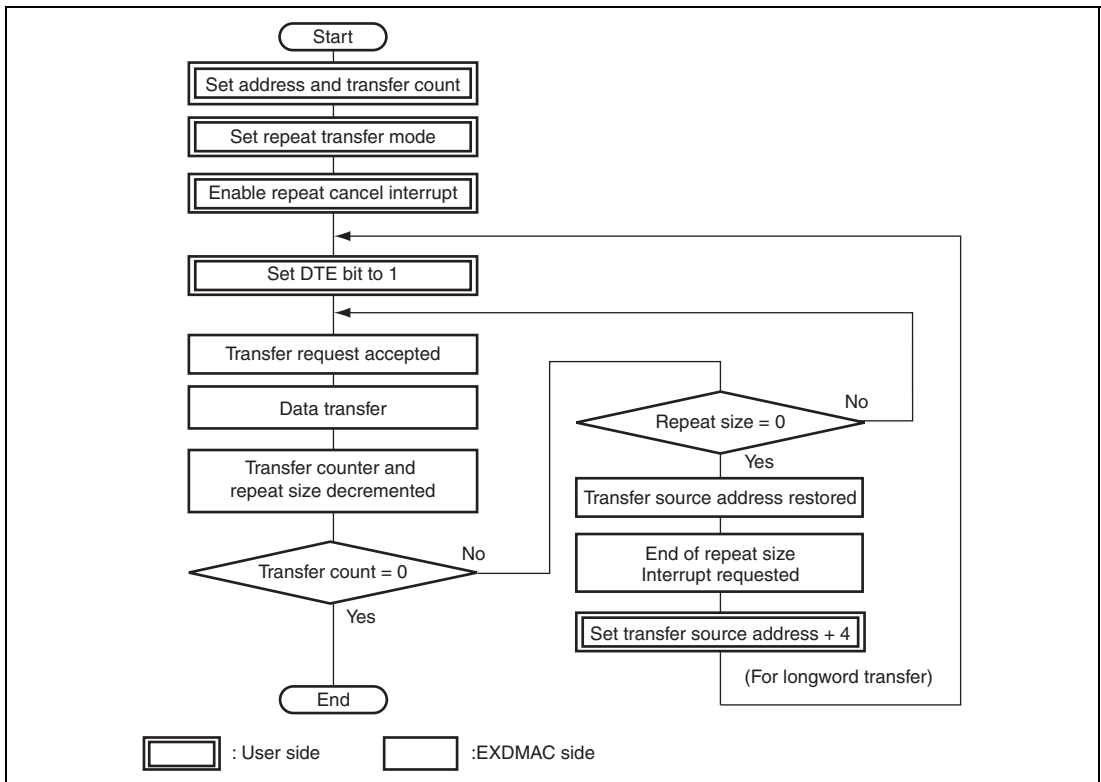 Start
Set address and transfer count
Set repeat transfer mode
Enable repeat cancel interrupt
Set DTE bit to 1
Transfer request accepted
Data transfer
Transfer counter and
repeat size decremented
Transfer count = 0
No
Yes
End
Repeat size = 0
No
Yes
Transfer source address restored
End of repeat size
Interrupt requested
Set transfer source address + 4
(For longword transfer)
: User side
:EXDMAC side